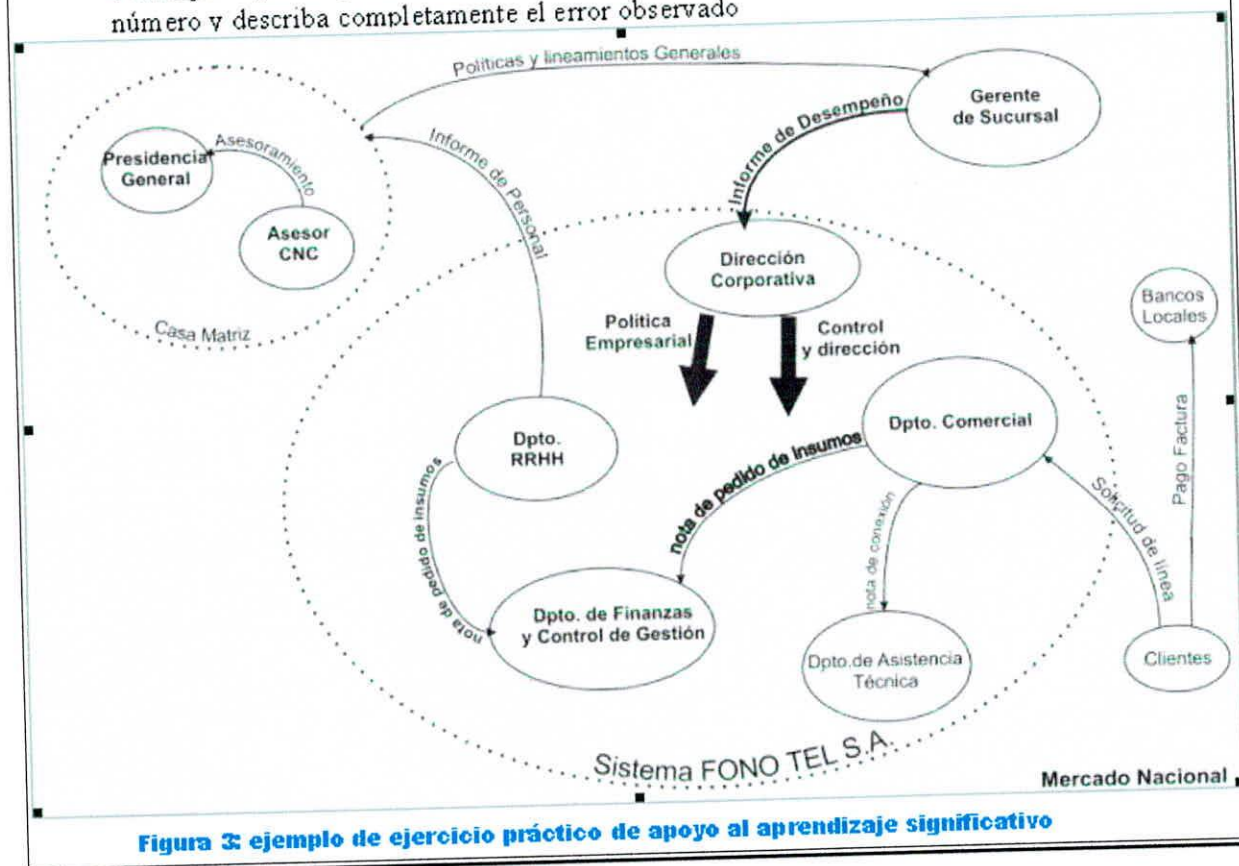 número y describa completamente el error observado
Políticas y lineamientos Generales
Gerente
de Sucursal
Informe de Desempeño
Informe de Personal
Asesoramiento
Presidencia
General
Asesor
CNC
Casa Matriz
Dirección
Corporativa
Política
Empresarial
Control
y dirección
Bancos
Locales
Dpto. Comercial
Dpto.
RRHH
nota de pedido de insumos
nota de pedido de insumos
nota de conexión
Solicitud de línea
Pago Factura
Dpto. de Finanzas
y Control de Gestión
Dpto.de Asistencia
Técnica
Clientes
Sistema FONO TEL S.A.
Mercado Nacional
Figura 3: ejemplo de ejercicio práctico de apoyo al aprendizaje significativo